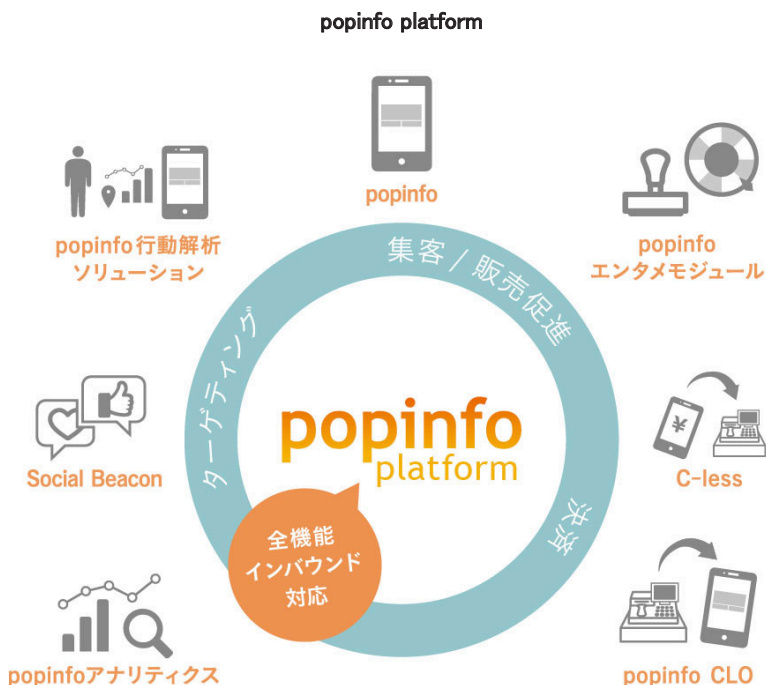 popinfo platform
popinfo
popinfo行動解析
ソリューション
popinfo
エンタメモジュール
集客 / 販売促進
ターゲティング
popinfo
platform
Social Beacon
¥
C-less
決済
全機能
インバウンド
対応
popinfoアナリティクス
popinfo CLO